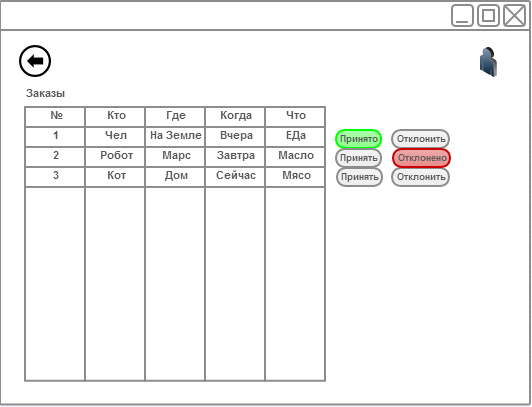 Заказы
№ Кто Где Когда Что
1 Чел На Земле Вчера ЕДа Принято Отклонить
2 Робот Марс Завтра Масло Принять Отклонено
3 Кот Дом Сейчас Мясо Принять Отклонить